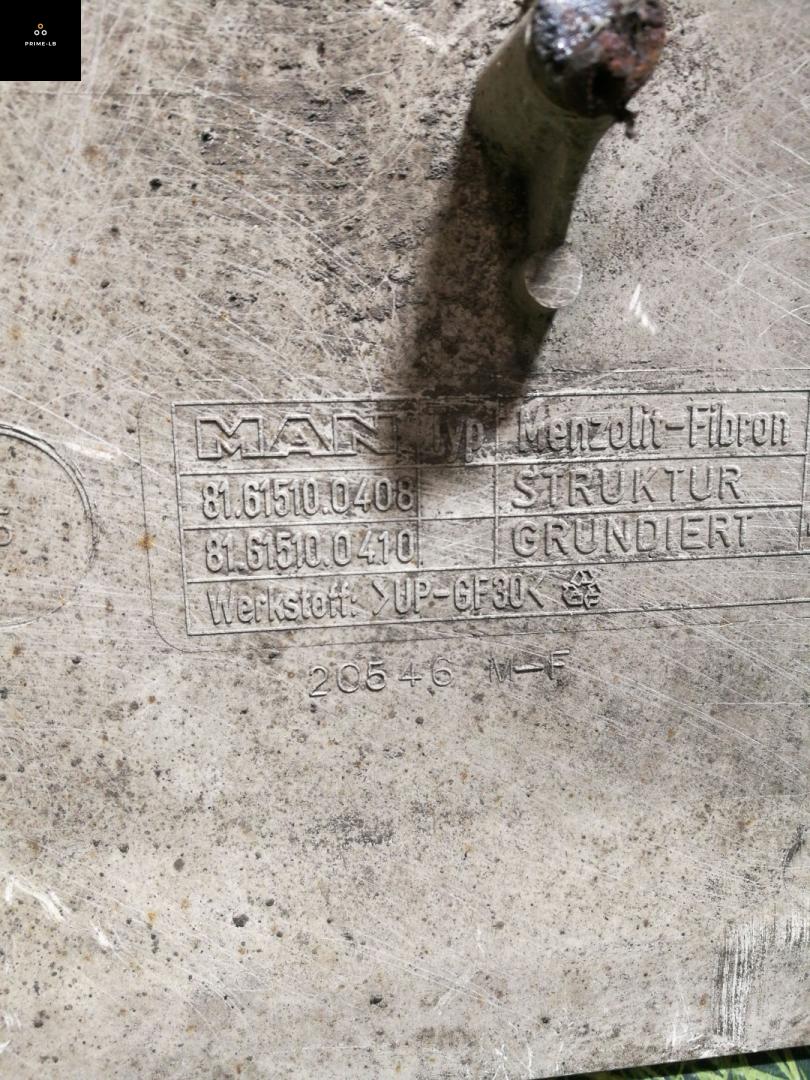 PRIME-LB
MAN Typ. Menzolit-Fibron
81.61510.0408 STRUKTUR
81.61510.0410 GRUNDIERT
Werkstoff: >UP-GF30<
20546 M-F